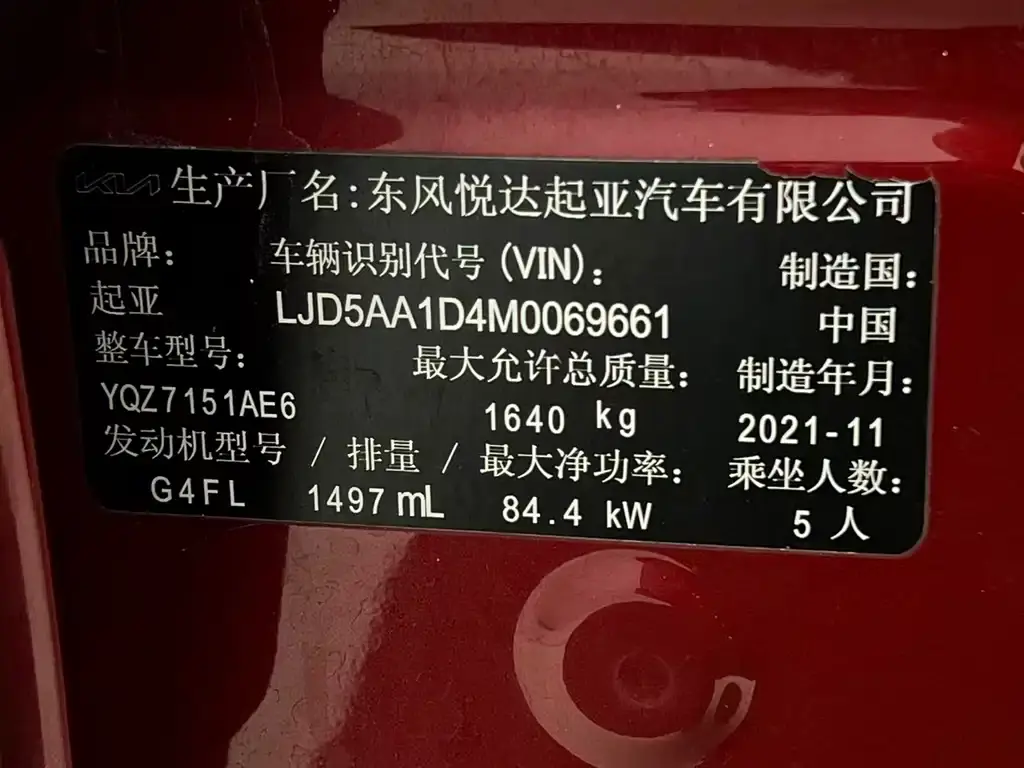 KIA 生产厂名:东风悦达起亚汽车有限公司
品牌: 车辆识别代号(VIN): 制造国:
起亚 LJD5AA1D4M0069661 中国
整车型号: 最大允许总质量: 制造年月:
YQZ7151AE6 1640 kg 2021-11
发动机型号 / 排量 / 最大净功率: 乘坐人数:
G4FL 1497 mL 84.4 kW 5 人